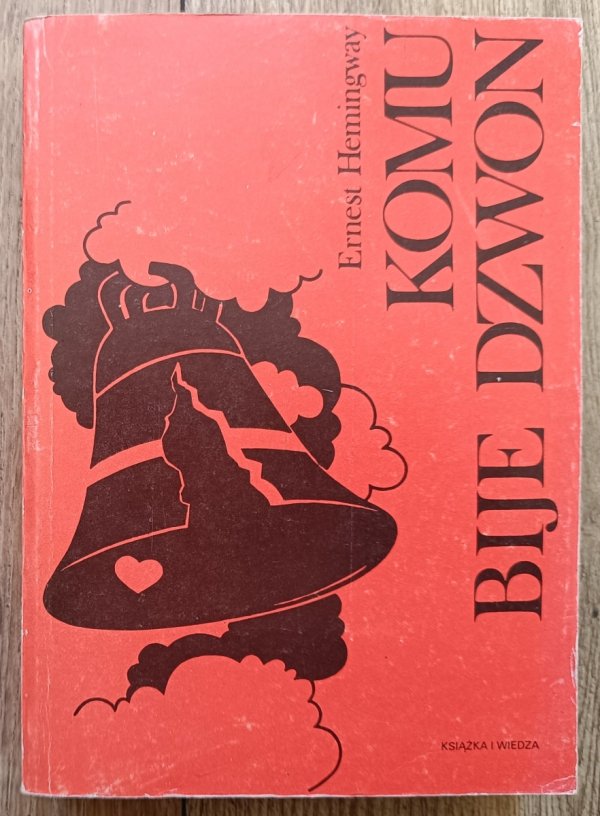 Ernest Hemingway
KOMU
BIJE DZWON
KSIĄŻKA I WIEDZA